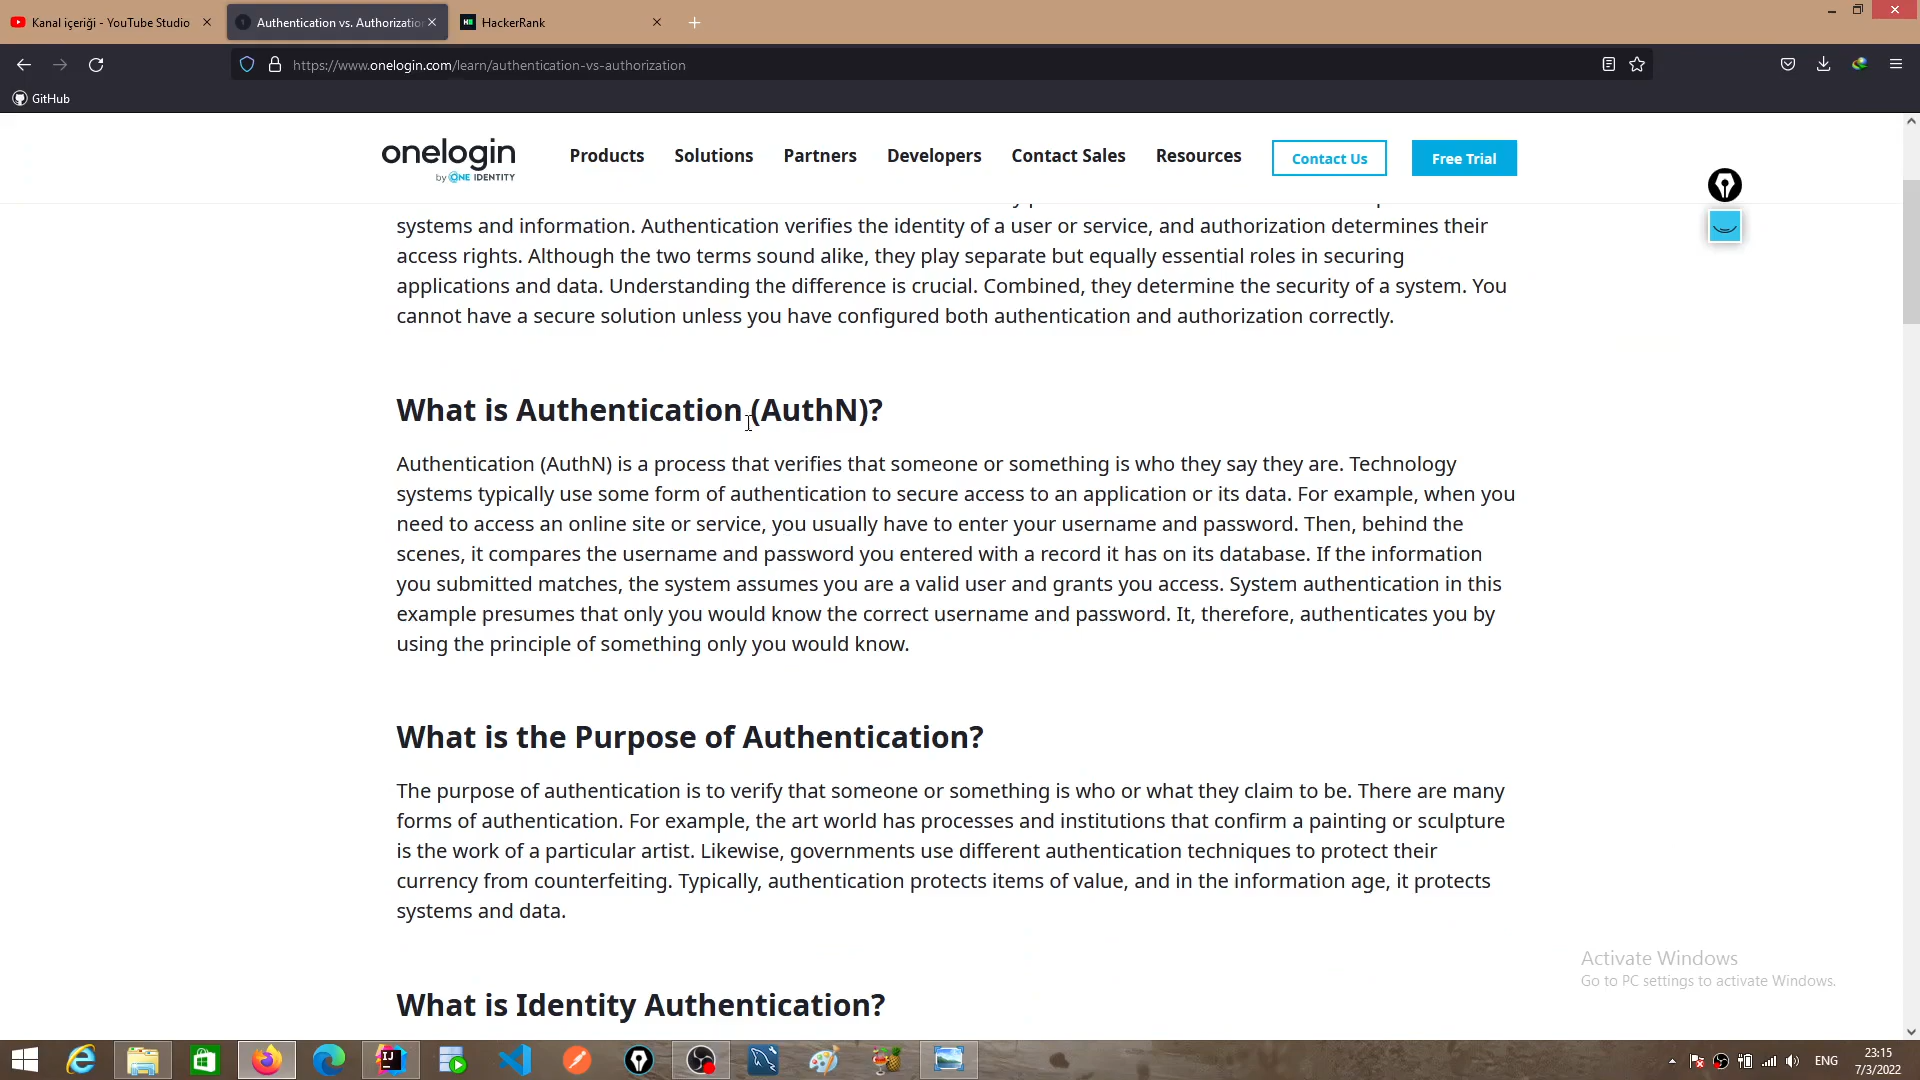 Kanal içeriği - YouTube Studio
Authentication vs. Authorizatio
HackerRank
https://www.onelogin.com/learn/authentication-vs-authorization
GitHub
onelogin
by ONE IDENTITY
Products
Solutions
Partners
Developers
Contact Sales
Resources
Contact Us
Free Trial
systems and information. Authentication verifies the identity of a user or service, and authorization determines their
access rights. Although the two terms sound alike, they play separate but equally essential roles in securing
applications and data. Understanding the difference is crucial. Combined, they determine the security of a system. You
cannot have a secure solution unless you have configured both authentication and authorization correctly.
What is Authentication (AuthN)?
Authentication (AuthN) is a process that verifies that someone or something is who they say they are. Technology
systems typically use some form of authentication to secure access to an application or its data. For example, when you
need to access an online site or service, you usually have to enter your username and password. Then, behind the
scenes, it compares the username and password you entered with a record it has on its database. If the information
you submitted matches, the system assumes you are a valid user and grants you access. System authentication in this
example presumes that only you would know the correct username and password. It, therefore, authenticates you by
using the principle of something only you would know.
What is the Purpose of Authentication?
The purpose of authentication is to verify that someone or something is who or what they claim to be. There are many
forms of authentication. For example, the art world has processes and institutions that confirm a painting or sculpture
is the work of a particular artist. Likewise, governments use different authentication techniques to protect their
currency from counterfeiting. Typically, authentication protects items of value, and in the information age, it protects
systems and data.
Activate Windows
Go to PC settings to activate Windows.
What is Identity Authentication?
ENG
23:15
7/3/2022